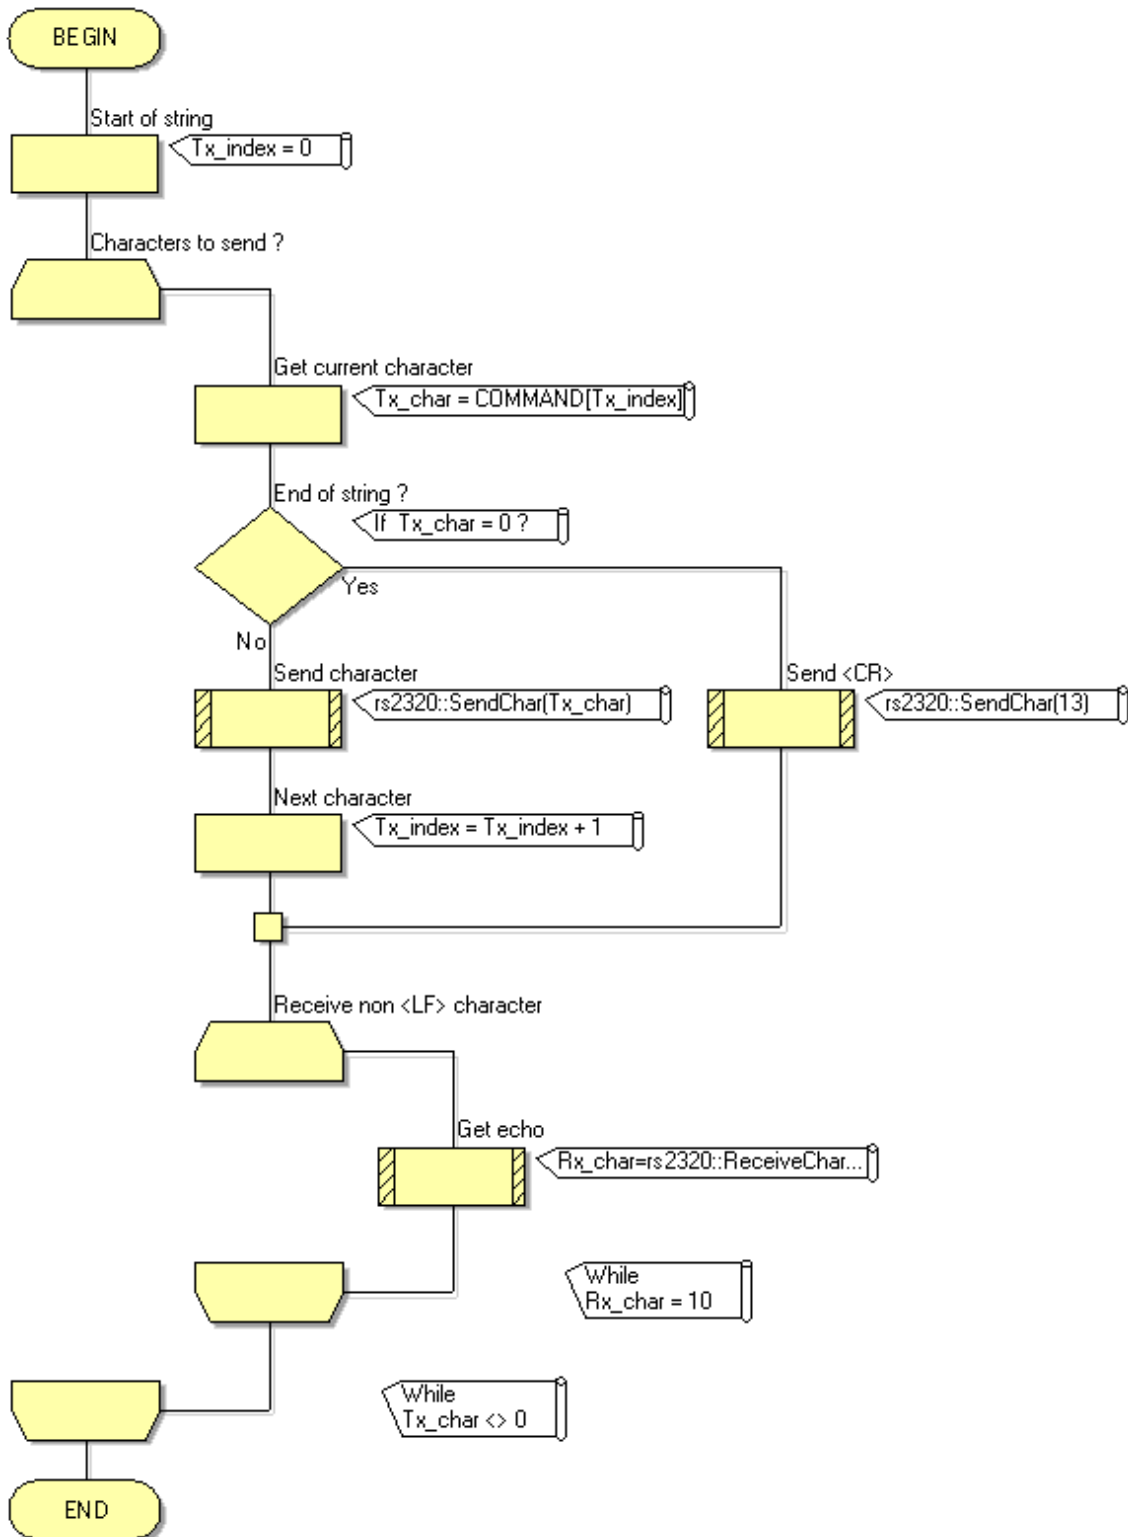 BEGIN
Start of string
Tx_index = 0
Characters to send ?
Get current character
Tx_char = COMMAND[Tx_index]
End of string ?
If Tx_char = 0 ?
Yes
No
Send character
rs2320::SendChar(Tx_char)
Send <CR>
rs2320::SendChar(13)
Next character
Tx_index = Tx_index + 1
Receive non <LF> character
Get echo
Rx_char=rs2320::ReceiveChar...
While
Rx_char = 10
While
Tx_char <> 0
END